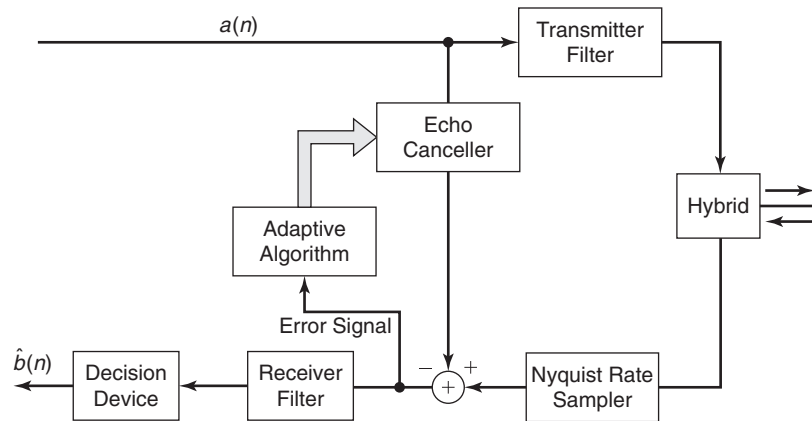 a(n)
Transmitter
Filter
Echo
Canceller
Hybrid
Adaptive
Algorithm
Error Signal
− +
+
b̂(n)
Decision
Device
Receiver
Filter
Nyquist Rate
Sampler